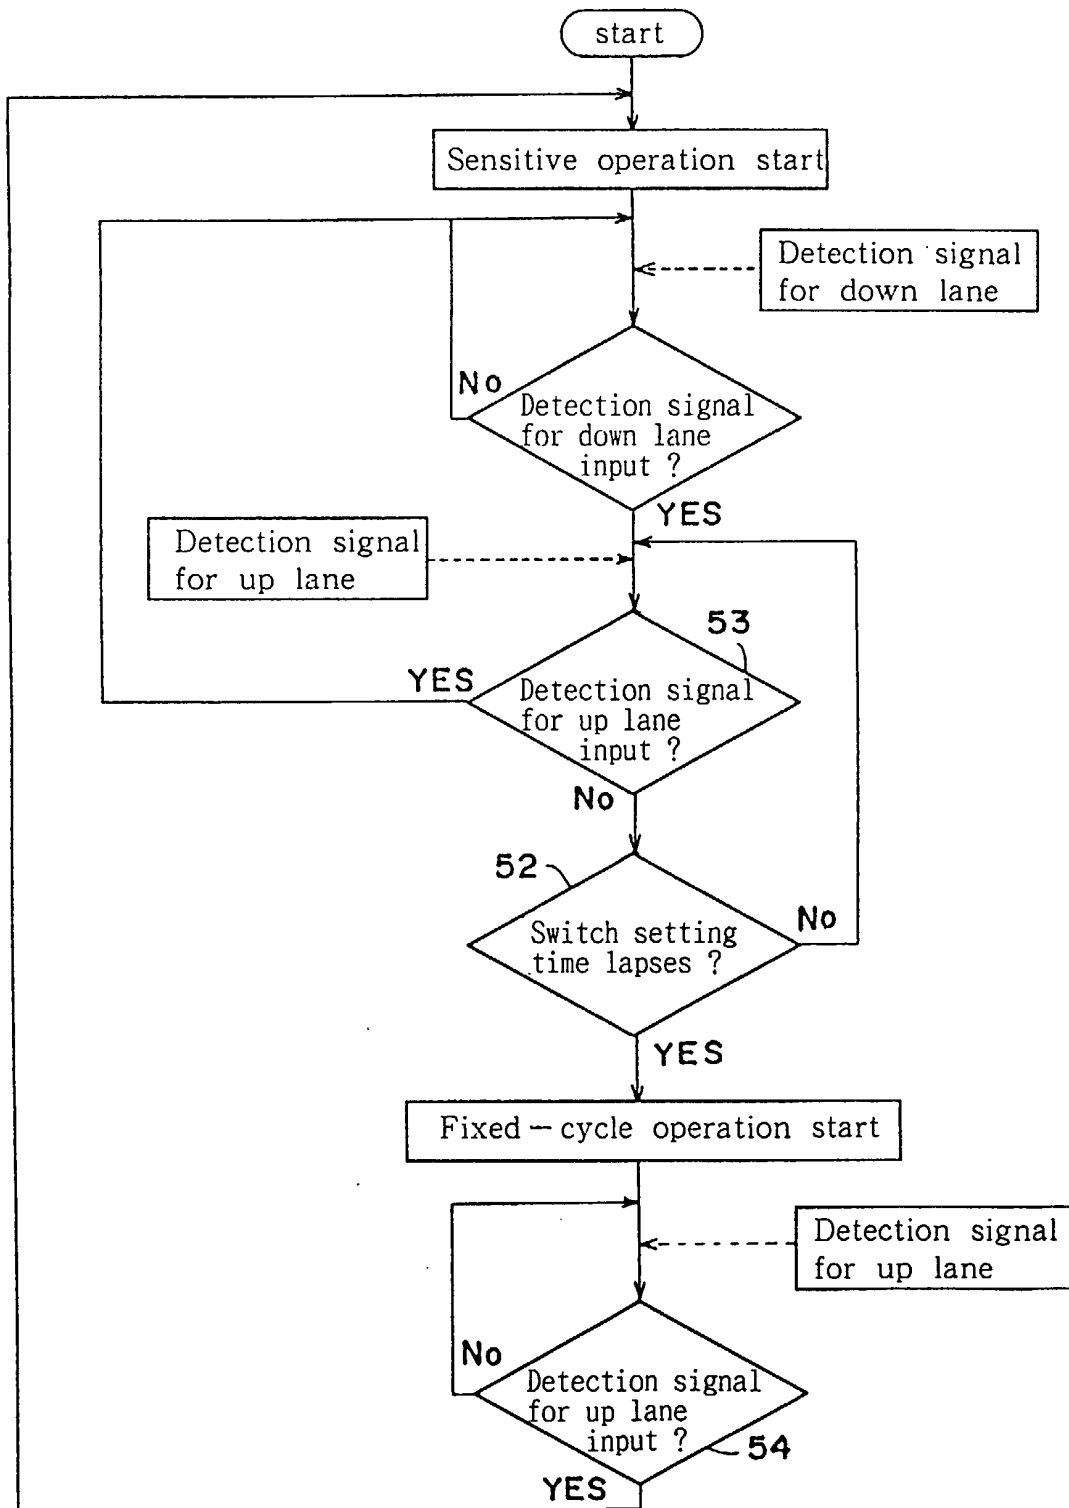 start
Sensitive operation start
Detection signal
for down lane
No
Detection signal
for down lane
input ?
YES
Detection signal
for up lane
53
YES
Detection signal
for up lane
input ?
No
52
Switch setting
time lapses ?
No
YES
Fixed-cycle operation start
Detection signal
for up lane
No
Detection signal
for up lane
input ?
54
YES